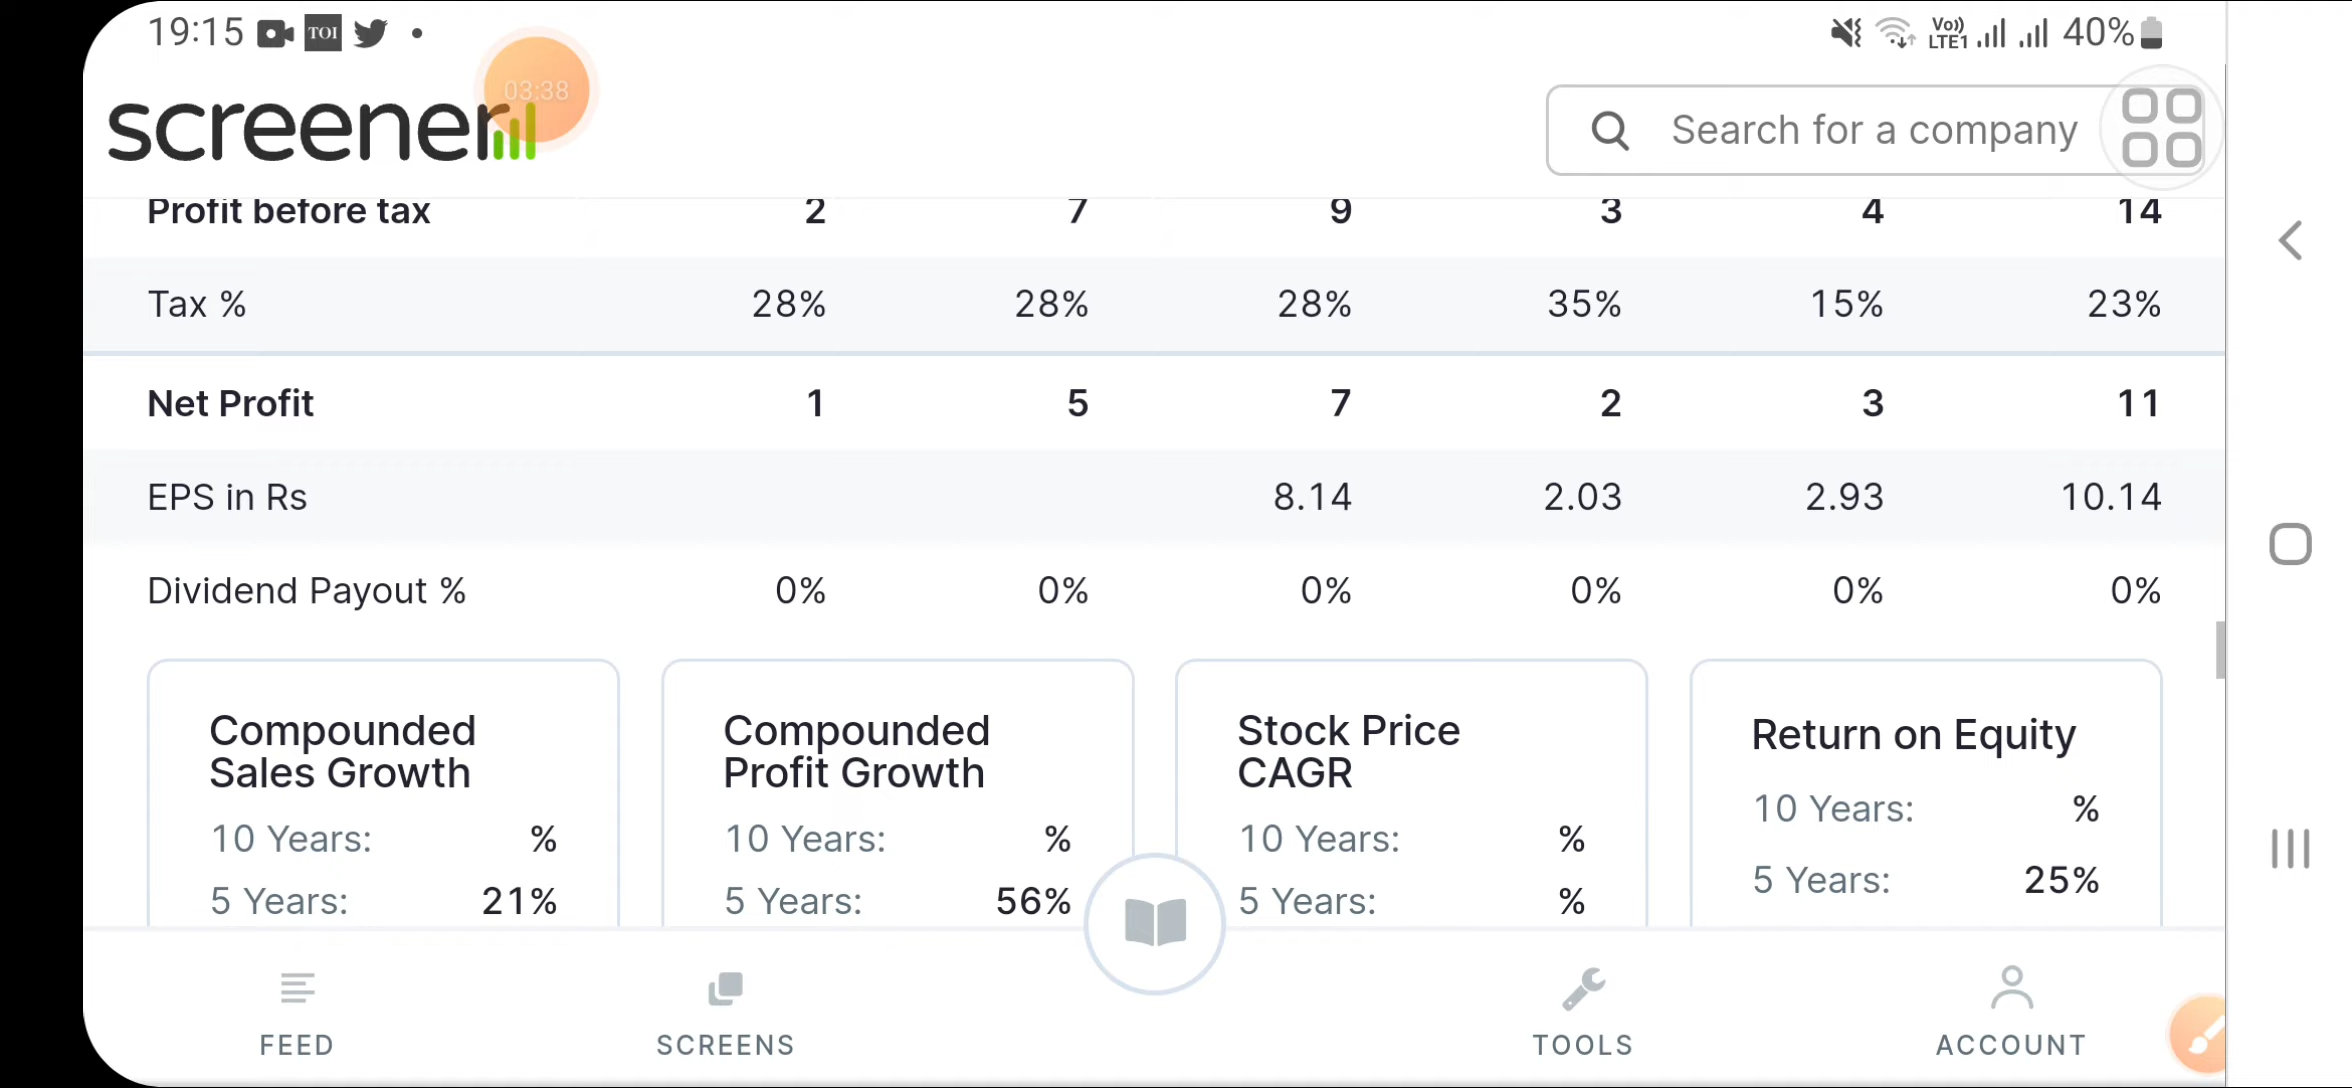 19:15 TOI Vo)) LTE1 40%
03:38
screener Search for a company
Profit before tax 2 7 9 3 4 14
Tax % 28% 28% 28% 35% 15% 23%
Net Profit 1 5 7 2 3 11
EPS in Rs 8.14 2.03 2.93 10.14
Dividend Payout % 0% 0% 0% 0% 0% 0%
Compounded Sales Growth
10 Years: %
5 Years: 21%
Compounded Profit Growth
10 Years: %
5 Years: 56%
Stock Price CAGR
10 Years: %
5 Years: %
Return on Equity
10 Years: %
5 Years: 25%
FEED SCREENS TOOLS ACCOUNT